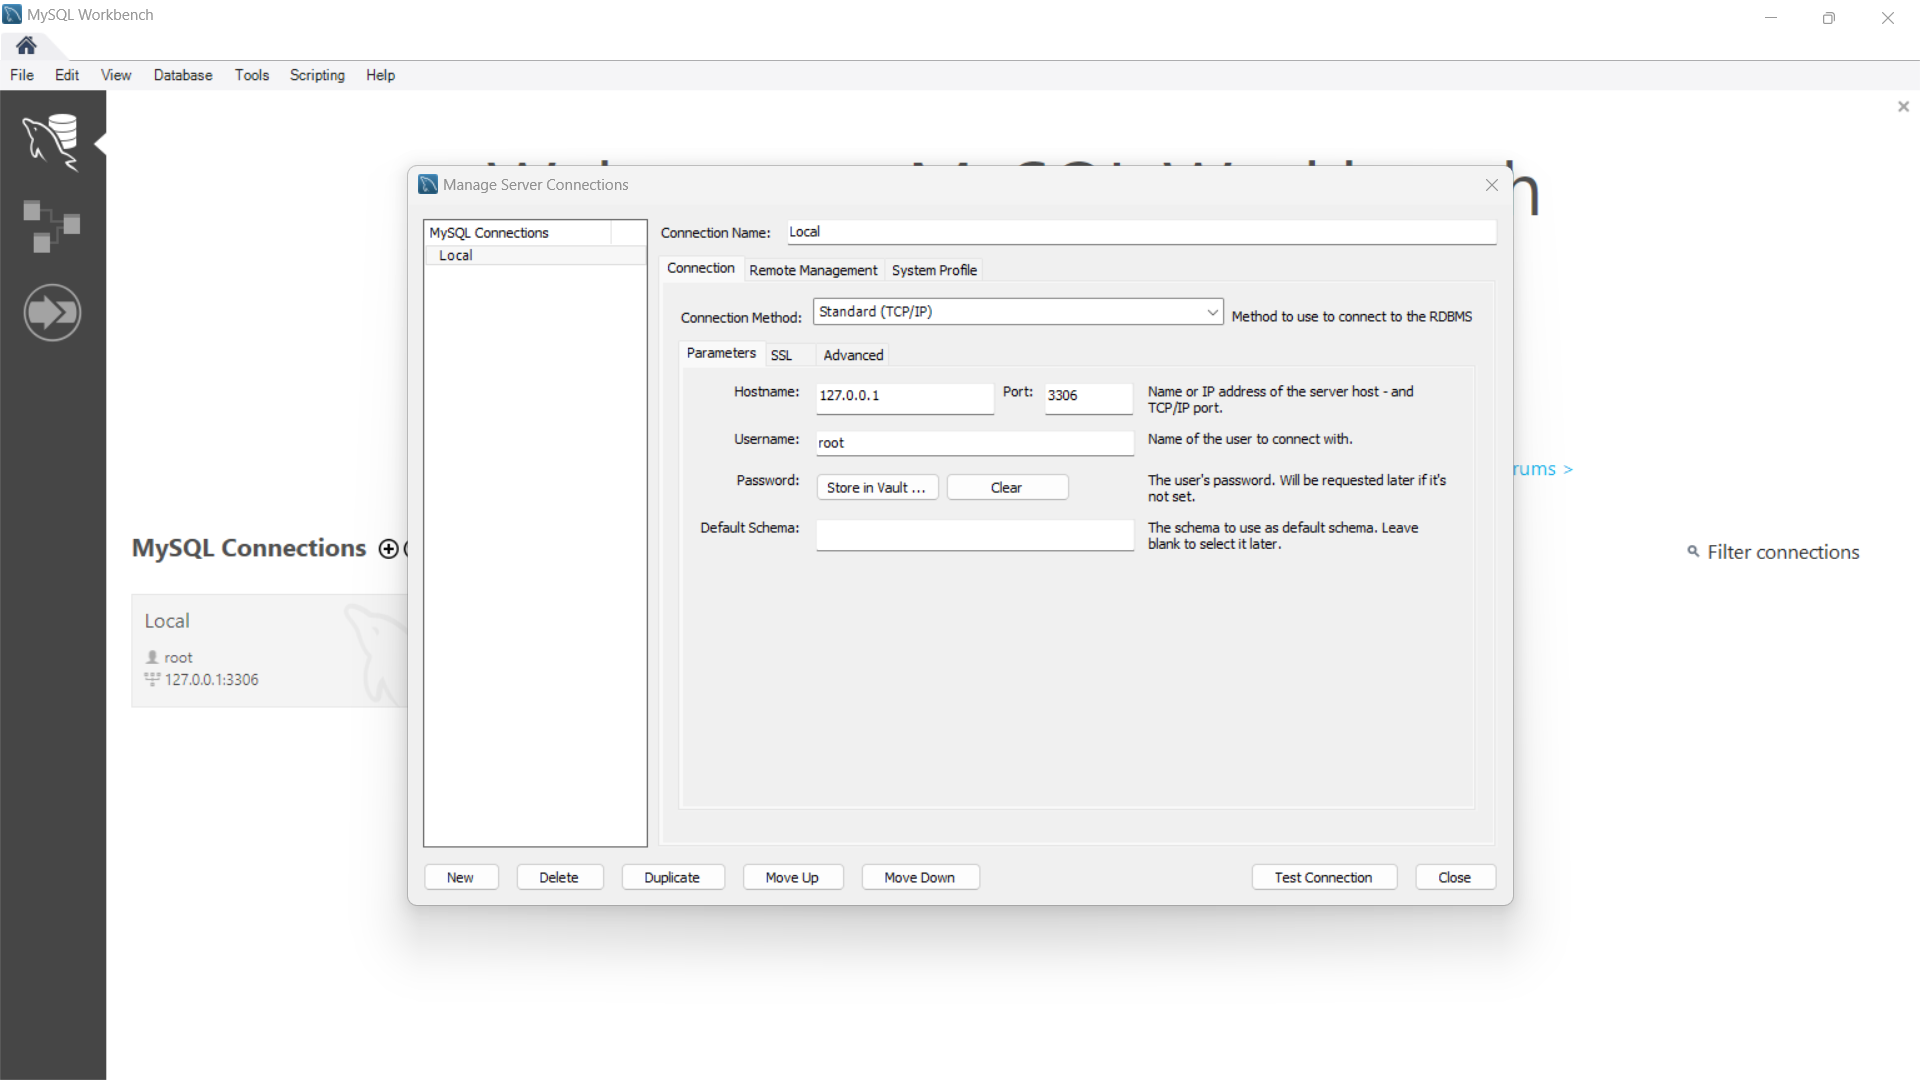 MySQL Workbench
File Edit View Database Tools Scripting Help
Manage Server Connections
MySQL Connections
Local
Connection Name: Local
Connection Remote Management System Profile
Connection Method: Standard (TCP/IP) Method to use to connect to the RDBMS
Parameters SSL Advanced
Hostname: 127.0.0.1 Port: 3306 Name or IP address of the server host - and
TCP/IP port.
Username: root Name of the user to connect with.
Password: Store in Vault ... Clear The user's password. Will be requested later if it's
not set.
Default Schema: The schema to use as default schema. Leave
blank to select it later.
New Delete Duplicate Move Up Move Down Test Connection Close
rums >
MySQL Connections
Filter connections
Local
root
127.0.0.1:3306